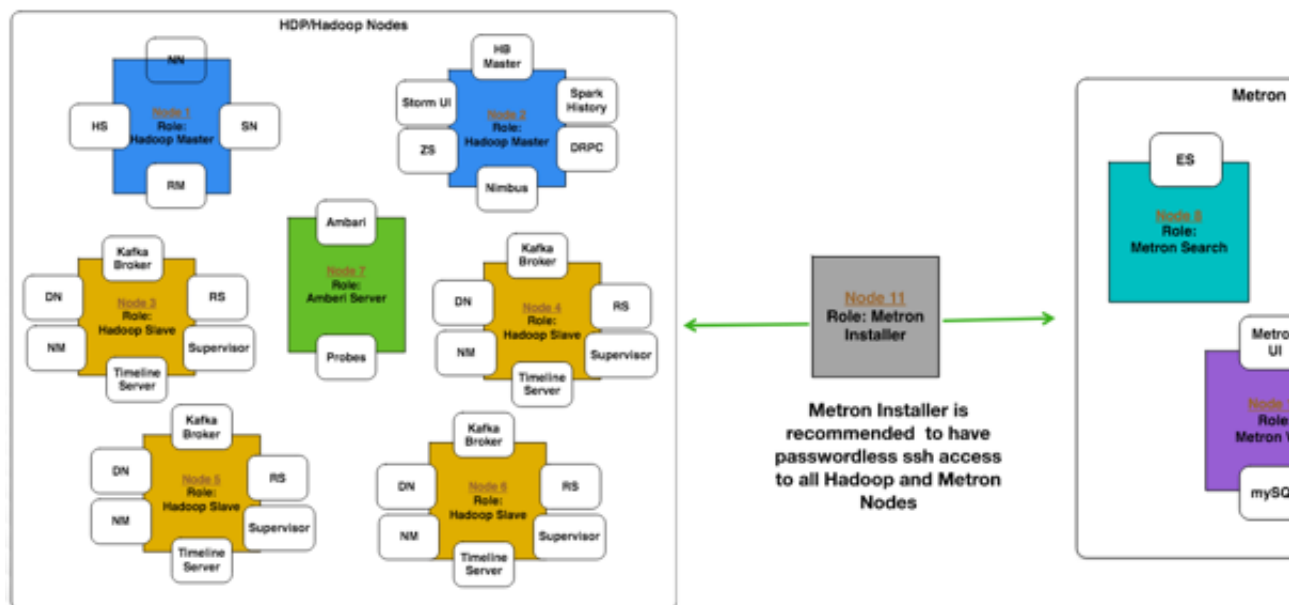 HDP/Hadoop Nodes
NN
HS
Node 1
Role:
Hadoop Master
SN
RM
HB
Master
Storm UI
Spark
History
Node 2
Role:
Hadoop Master
ZS
DRPC
Nimbus
Ambari
Node 7
Role:
Amberi Server
Probes
Kafka
Broker
DN
RS
Node 3
Role:
Hadoop Slave
NM
Supervisor
Timeline
Server
Kafka
Broker
DN
RS
Node 4
Role:
Hadoop Slave
NM
Supervisor
Timeline
Server
Kafka
Broker
DN
RS
Node 5
Role:
Hadoop Slave
NM
Supervisor
Timeline
Server
Kafka
Broker
DN
RS
Node 6
Role:
Hadoop Slave
NM
Supervisor
Timeline
Server
Node 11
Role: Metron
Installer
Metron Installer is
recommended to have
passwordless ssh access
to all Hadoop and Metron
Nodes
Metron
ES
Node 8
Role:
Metron Search
Metro
UI
Node
Role
Metron
mySQ